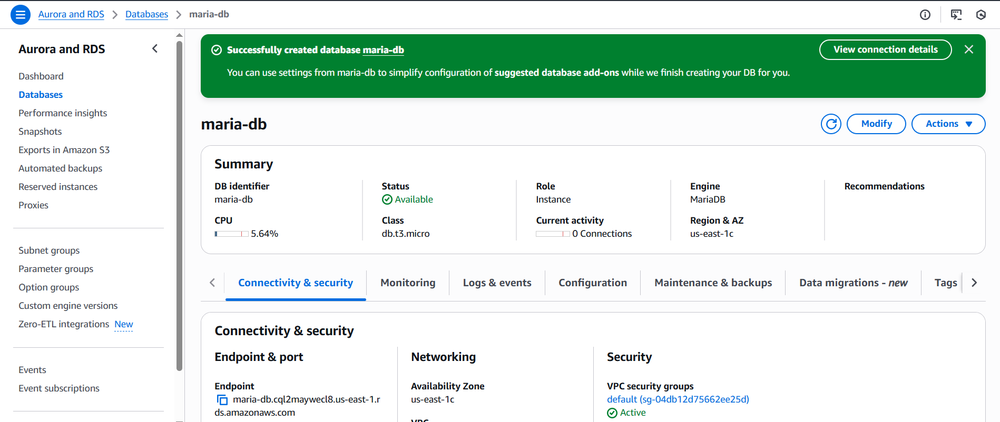 Aurora and RDS > Databases > maria-db
Aurora and RDS
Dashboard
Databases
Performance insights
Snapshots
Exports in Amazon S3
Automated backups
Reserved instances
Proxies
Subnet groups
Parameter groups
Option groups
Custom engine versions
Zero-ETL integrations New
Events
Event subscriptions
Successfully created database maria-db
View connection details
You can use settings from maria-db to simplify configuration of suggested database add-ons while we finish creating your DB for you.
maria-db
Modify
Actions
Summary
DB identifier
maria-db
Status
Available
Role
Instance
Engine
MariaDB
Recommendations
CPU
5.64%
Class
db.t3.micro
Current activity
0 Connections
Region & AZ
us-east-1c
Connectivity & security
Monitoring
Logs & events
Configuration
Maintenance & backups
Data migrations - new
Tags
Connectivity & security
Endpoint & port
Endpoint
maria-db.cql2maywecl8.us-east-1.r
ds.amazonaws.com
Networking
Availability Zone
us-east-1c
VPC
Security
VPC security groups
default (sg-04db12d75662ee25d)
Active